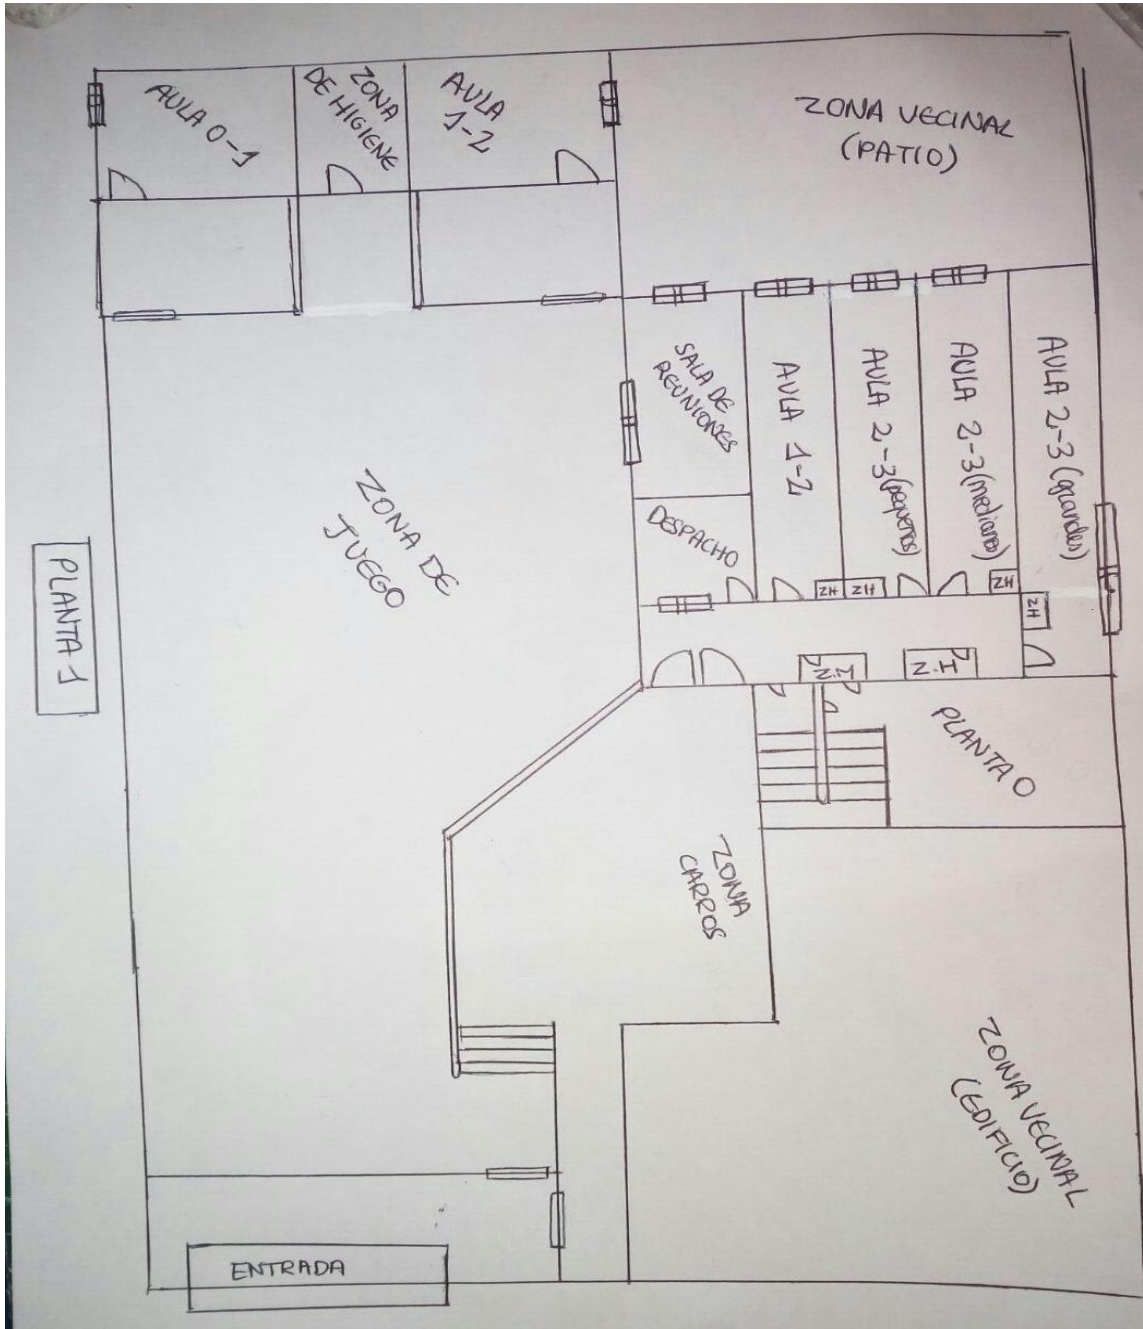 AULA 0-1
ZONA
DE HIGIENE
AULA
1-2
ZONA VECINAL
(PATIO)
SALA DE
REUNIONES
AULA 1-2
AULA 2-3 (pequeños)
AULA 2-3 (mediano)
AULA 2-3 (grandes)
DESPACHO
ZH
ZH
ZH
ZH
I.N
I.N
ZONA DE
JUEGO
PLANTA 1
PLANTA 0
ZONA
CARROS
ZONA VECINAL
(EDIFICIO)
ENTRADA